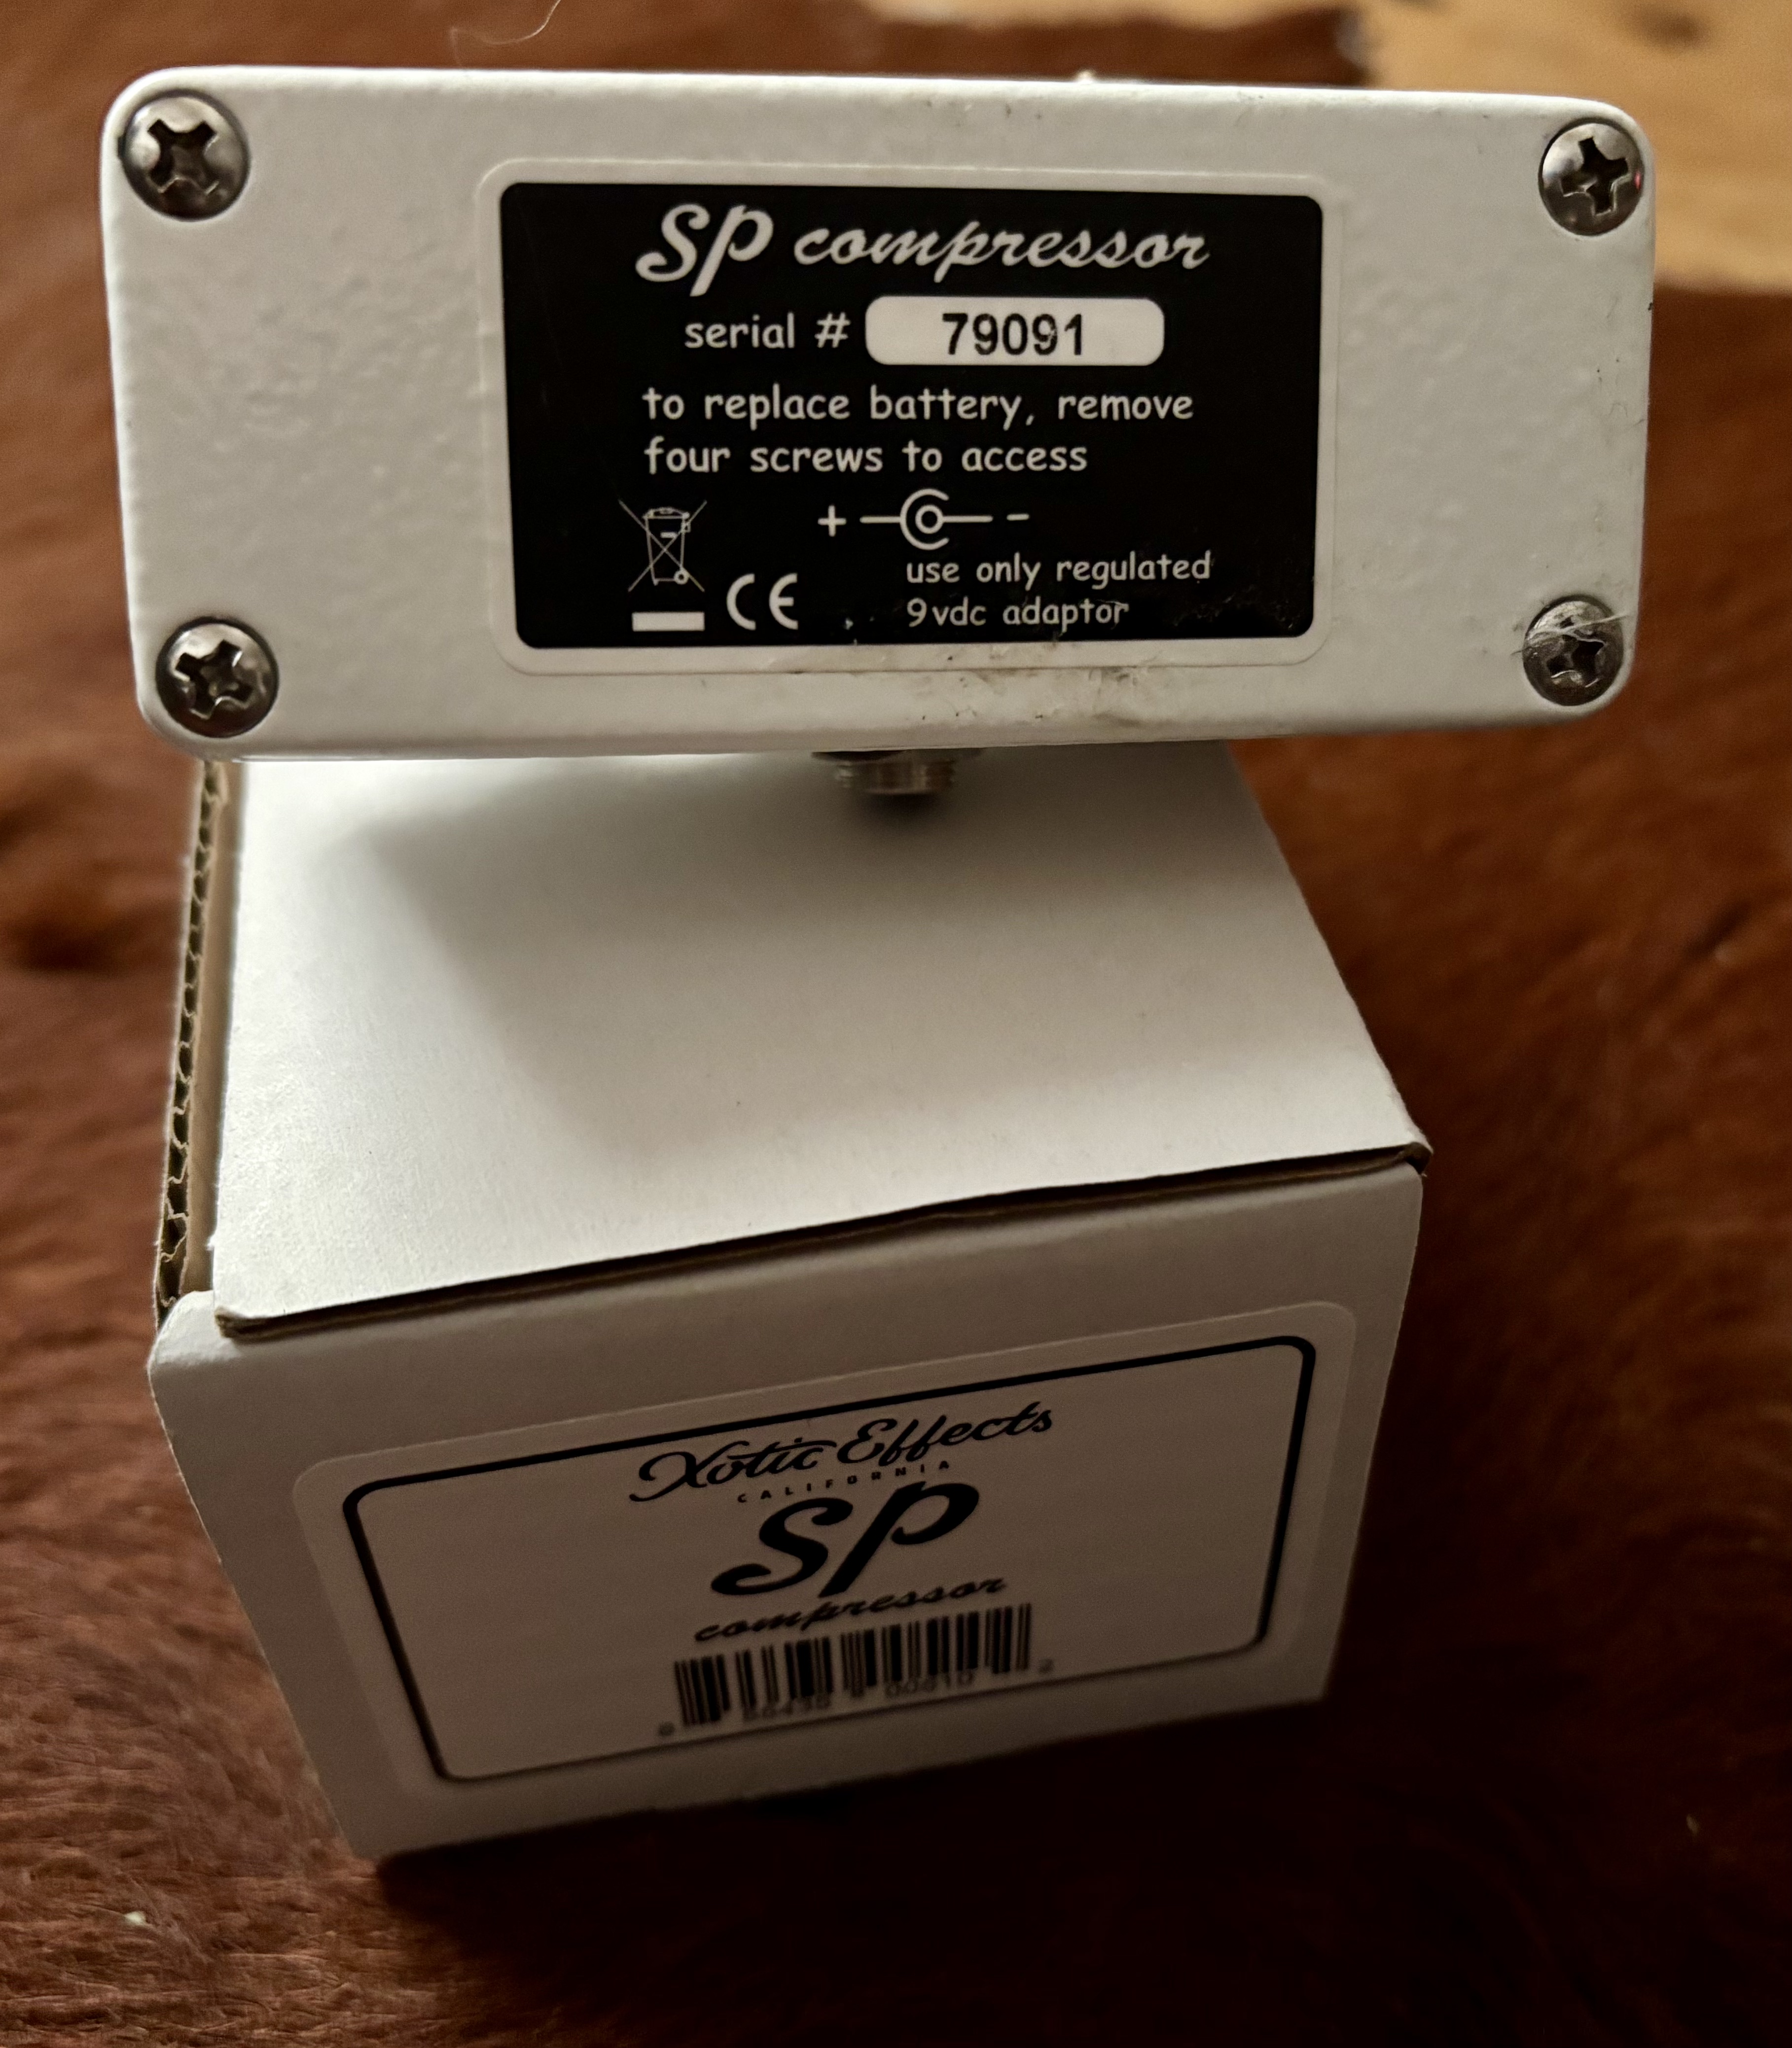 SP compressor
serial # 79091
to replace battery, remove
four screws to access
+ -
CE
use only regulated
9vdc adaptor
Xotic Effects
CALIFORNIA
SP
compressor